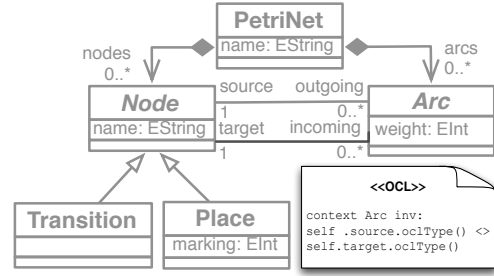 PetriNet
name: EString
nodes
0..*
arcs
0..*
source outgoing
1 0..*
Node
name: EString
target incoming
1 0..*
Arc
weight: EInt
Transition
Place
marking: EInt
<<OCL>>
context Arc inv:
self .source.oclType() <>
self.target.oclType()